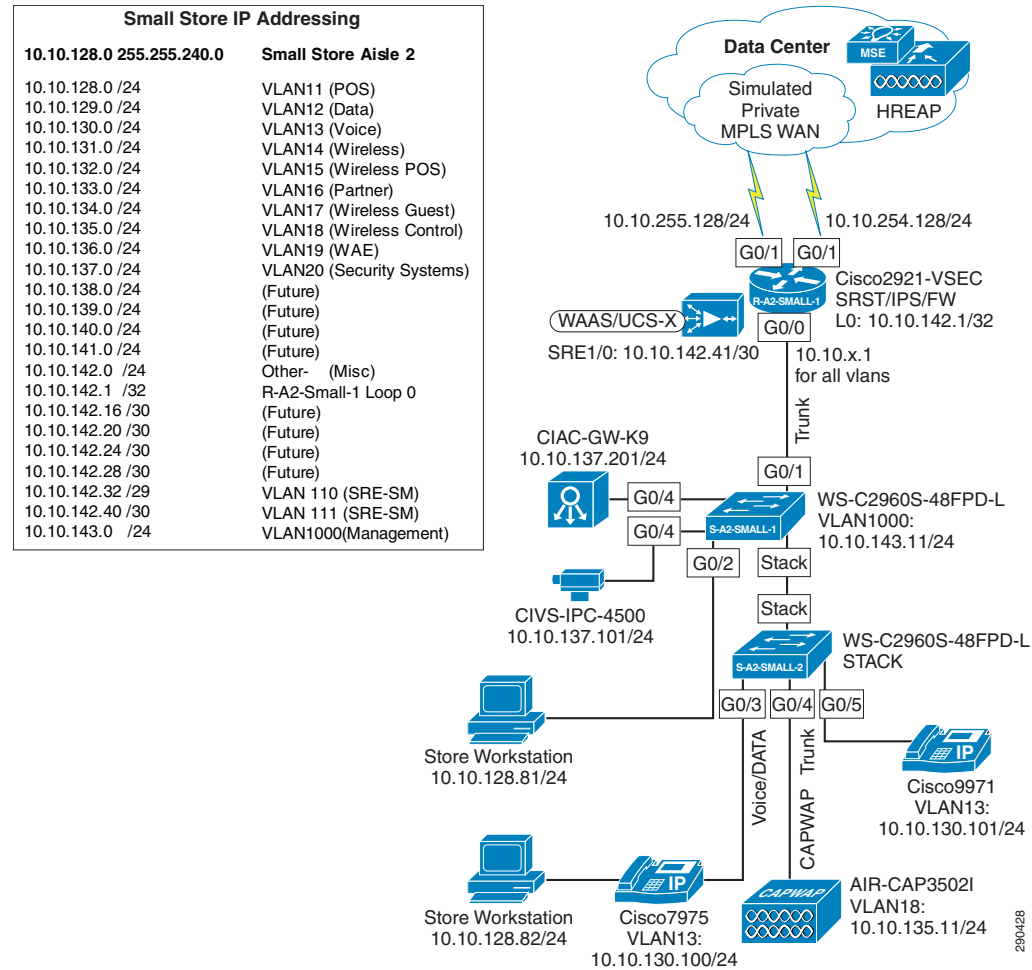 Small Store IP Addressing
10.10.128.0 255.255.240.0 Small Store Aisle 2
10.10.128.0 /24 VLAN11 (POS)
10.10.129.0 /24 VLAN12 (Data)
10.10.130.0 /24 VLAN13 (Voice)
10.10.131.0 /24 VLAN14 (Wireless)
10.10.132.0 /24 VLAN15 (Wireless POS)
10.10.133.0 /24 VLAN16 (Partner)
10.10.134.0 /24 VLAN17 (Wireless Guest)
10.10.135.0 /24 VLAN18 (Wireless Control)
10.10.136.0 /24 VLAN19 (WAE)
10.10.137.0 /24 VLAN20 (Security Systems)
10.10.138.0 /24 (Future)
10.10.139.0 /24 (Future)
10.10.140.0 /24 (Future)
10.10.141.0 /24 (Future)
10.10.142.0 /24 Other- (Misc)
10.10.142.1 /32 R-A2-Small-1 Loop 0
10.10.142.16 /30 (Future)
10.10.142.20 /30 (Future)
10.10.142.24 /30 (Future)
10.10.142.28 /30 (Future)
10.10.142.32 /29 VLAN 110 (SRE-SM)
10.10.142.40 /30 VLAN 111 (SRE-SM)
10.10.143.0 /24 VLAN1000(Management)
Data Center
MSE
HREAP
Simulated
Private
MPLS WAN
10.10.255.128/24
10.10.254.128/24
G0/1
G0/1
R-A2-SMALL-1
Cisco2921-VSEC
SRST/IPS/FW
L0: 10.10.142.1/32
WAAS/UCS-X
SRE1/0: 10.10.142.41/30
G0/0
10.10.x.1
for all vlans
Trunk
CIAC-GW-K9
10.10.137.201/24
G0/1
G0/4
S-A2-SMALL-1
WS-C2960S-48FPD-L
VLAN1000:
10.10.143.11/24
G0/4
G0/2
Stack
CIVS-IPC-4500
10.10.137.101/24
Stack
S-A2-SMALL-2
WS-C2960S-48FPD-L
STACK
G0/3
G0/4
G0/5
Store Workstation
10.10.128.81/24
Voice/DATA
CAPWAP Trunk
IP
Cisco9971
VLAN13:
10.10.130.101/24
Store Workstation
10.10.128.82/24
IP
Cisco7975
VLAN13:
10.10.130.100/24
CAPWAP
AIR-CAP3502I
VLAN18:
10.10.135.11/24
290428